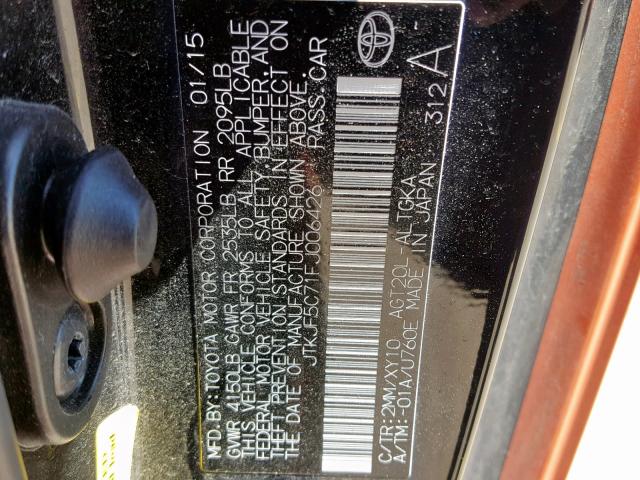 MFD.BY:TOYOTA MOTOR CORPORATION 01/15
GVWR 4150LB GAWR FR 2535LB RR 2095LB
THIS VEHICLE CONFORMS TO ALL APPLICABLE
FEDERAL MOTOR VEHICLE SAFETY, BUMPER, AND
THEFT PREVENTION STANDARDS IN EFFECT ON
THE DATE OF MANUFACTURE SHOWN ABOVE.
JTKJF5C71FJ006426 PASS.CAR
C/TR:2MM/XY10 AGT20L-ALTGKA
A/TM:-01A/U760E MADE IN JAPAN 312 A